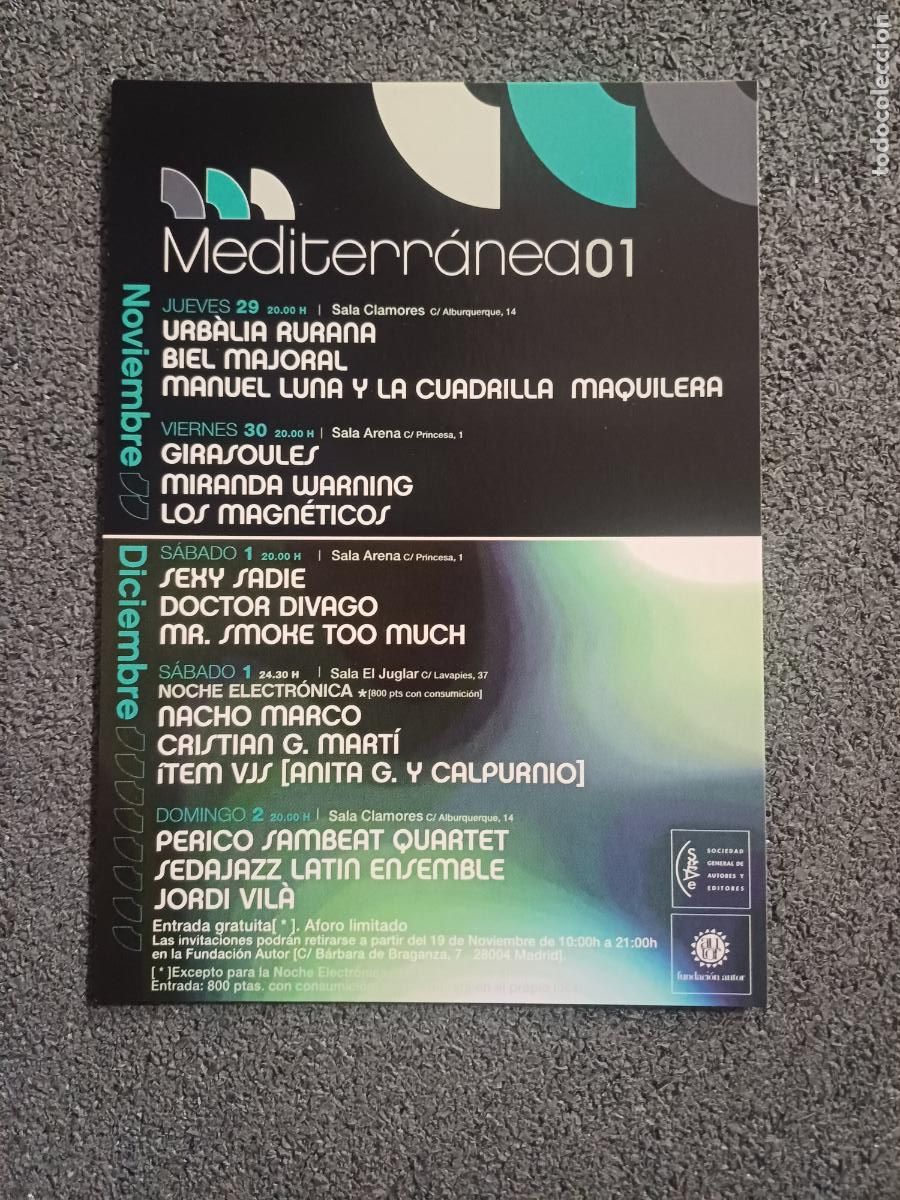 todocoleccion
Mediterránea01
Noviembre
JUEVES 29 20.00 H | Sala Clamores C/ Alburquerque, 14
URBÀLIA RURANA
BIEL MAJORAL
MANUEL LUNA Y LA CUADRILLA MAQUILERA
VIERNES 30 20.00 H | Sala Arena C/ Princesa, 1
GIRASOULES
MIRANDA WARNING
LOS MAGNÉTICOS
Diciembre
SÁBADO 1 20.00 H | Sala Arena C/ Princesa, 1
SEXY SADIE
DOCTOR DIVAGO
MR. SMOKE TOO MUCH
SÁBADO 1 24.30 H | Sala El Juglar C/ Lavapies, 37
NOCHE ELECTRÓNICA *[800 pts con consumición]
NACHO MARCO
CRISTIAN G. MARTÍ
ÍTEM VJS [ANITA G. Y CALPURNIO]
DOMINGO 2 20.00 H | Sala Clamores C/ Alburquerque, 14
PERICO SAMBEAT QUARTET
SEDAJAZZ LATIN ENSEMBLE
JORDI VILÀ
Entrada gratuita[ * ]. Aforo limitado
Las invitaciones podrán retirarse a partir del 19 de Noviembre de 10:00h a 21:00h
en la Fundación Autor [C/ Bárbara de Braganza, 7 28004 Madrid].
[ * ]Excepto para la Noche Electrónica
Entrada: 800 ptas. con consumición en el propio local
SGAE
SOCIEDAD
GENERAL DE
AUTORES Y
EDITORES
autor
fundación autor